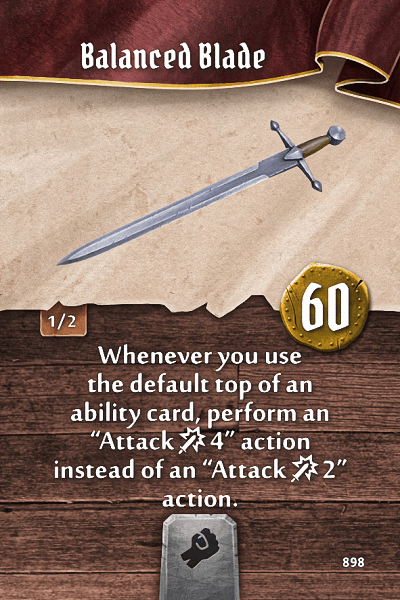 Balanced Blade
60
1/2
Whenever you use
the default top of an
ability card, perform an
“Attack 4” action
instead of an “Attack 2”
action.
898